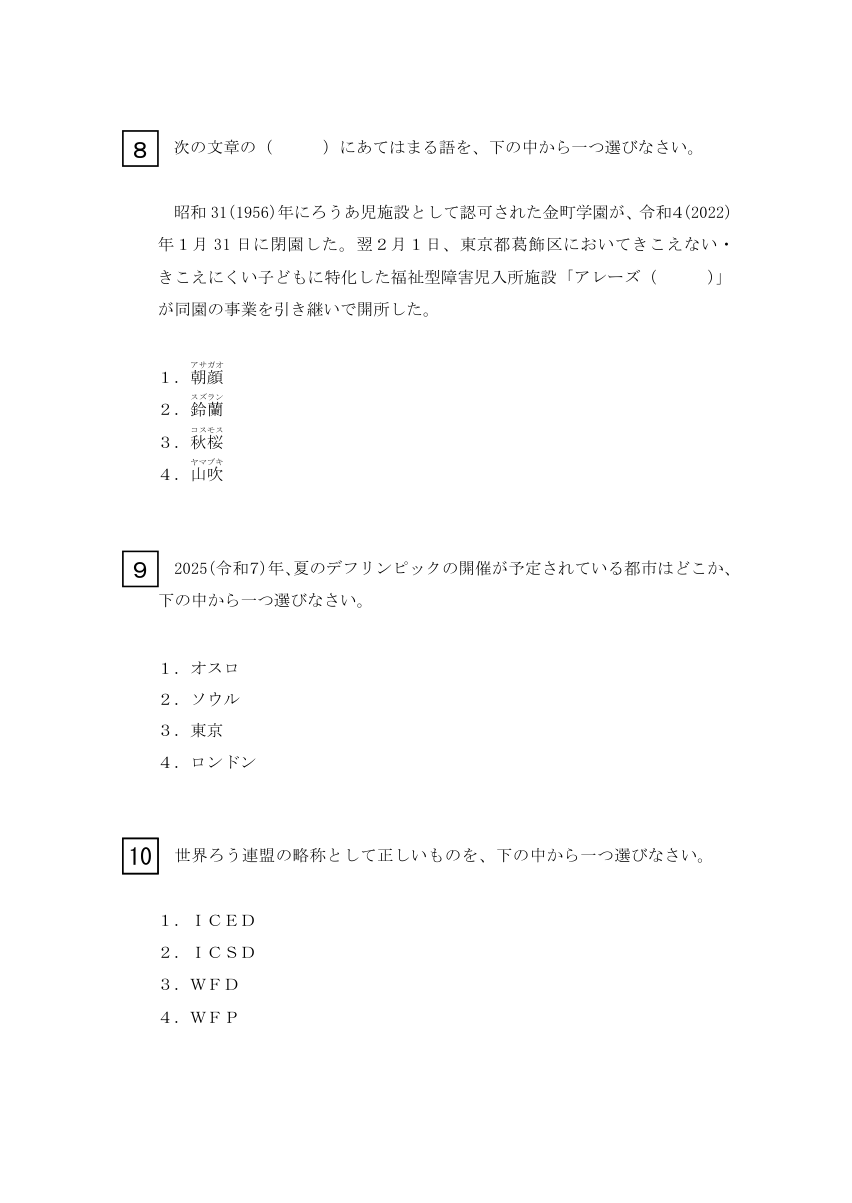 8 次の文章の（　　　）にあてはまる語を、下の中から一つ選びなさい。
昭和 31(1956)年にろうあ児施設として認可された金町学園が、令和4(2022)
年１月 31 日に閉園した。翌２月１日、東京都葛飾区においてきこえない・
きこえにくい子どもに特化した福祉型障害児入所施設「アレーズ（　　　）」
が同園の事業を引き継いで開所した。
アサガオ
１．朝顔
スズラン
２．鈴蘭
コスモス
３．秋桜
ヤマブキ
４．山吹
9 2025(令和7)年、夏のデフリンピックの開催が予定されている都市はどこか、
下の中から一つ選びなさい。
１．オスロ
２．ソウル
３．東京
４．ロンドン
10 世界ろう連盟の略称として正しいものを、下の中から一つ選びなさい。
１．ＩＣＥＤ
２．ＩＣＳＤ
３．ＷＦＤ
４．ＷＦＰ